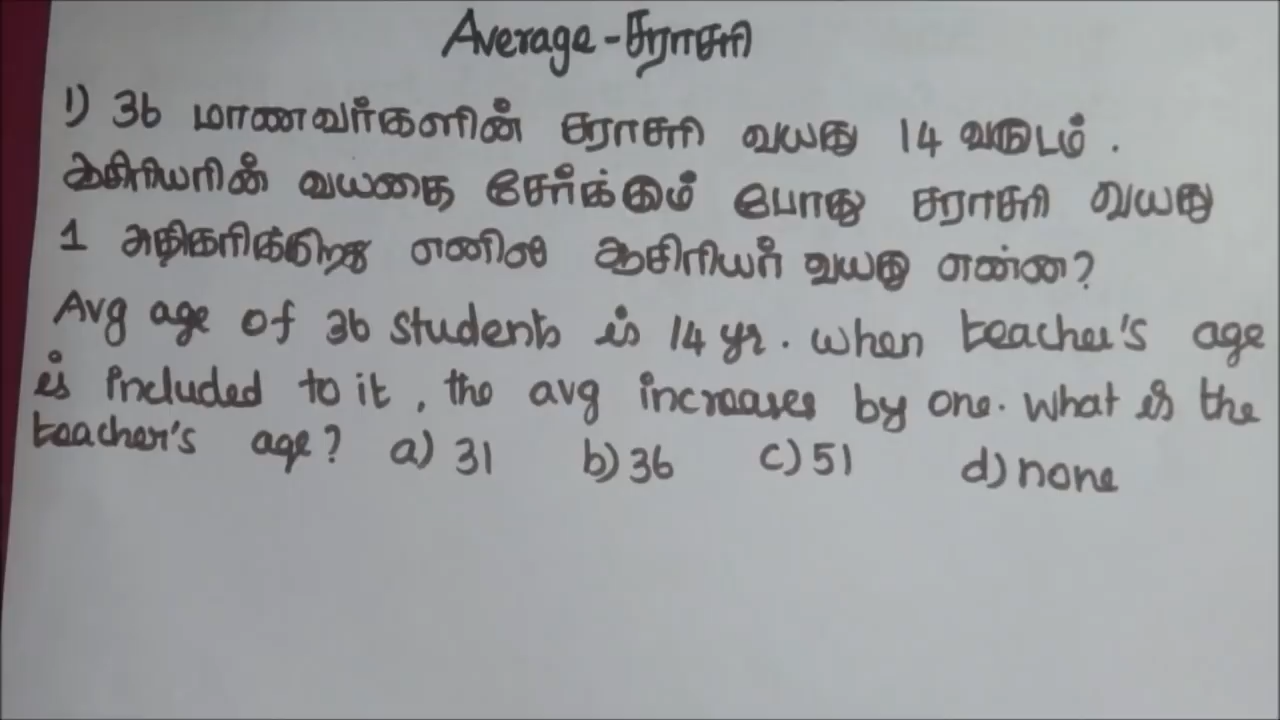 Average - சராசரி
1) 36 மாணவர்களின் சராசரி வயது 14 வருடம் .
ஆசிரியரின் வயதை சேர்க்கும் போது சராசரி வயது
1 அதிகரிக்கிறது எனில் ஆசிரியர் வயது என்ன?
Avg age of 36 students is 14 yr. when teacher's age
is included to it, the avg increases by one. What is the
teacher's age? a) 31 b) 36 c) 51 d) none